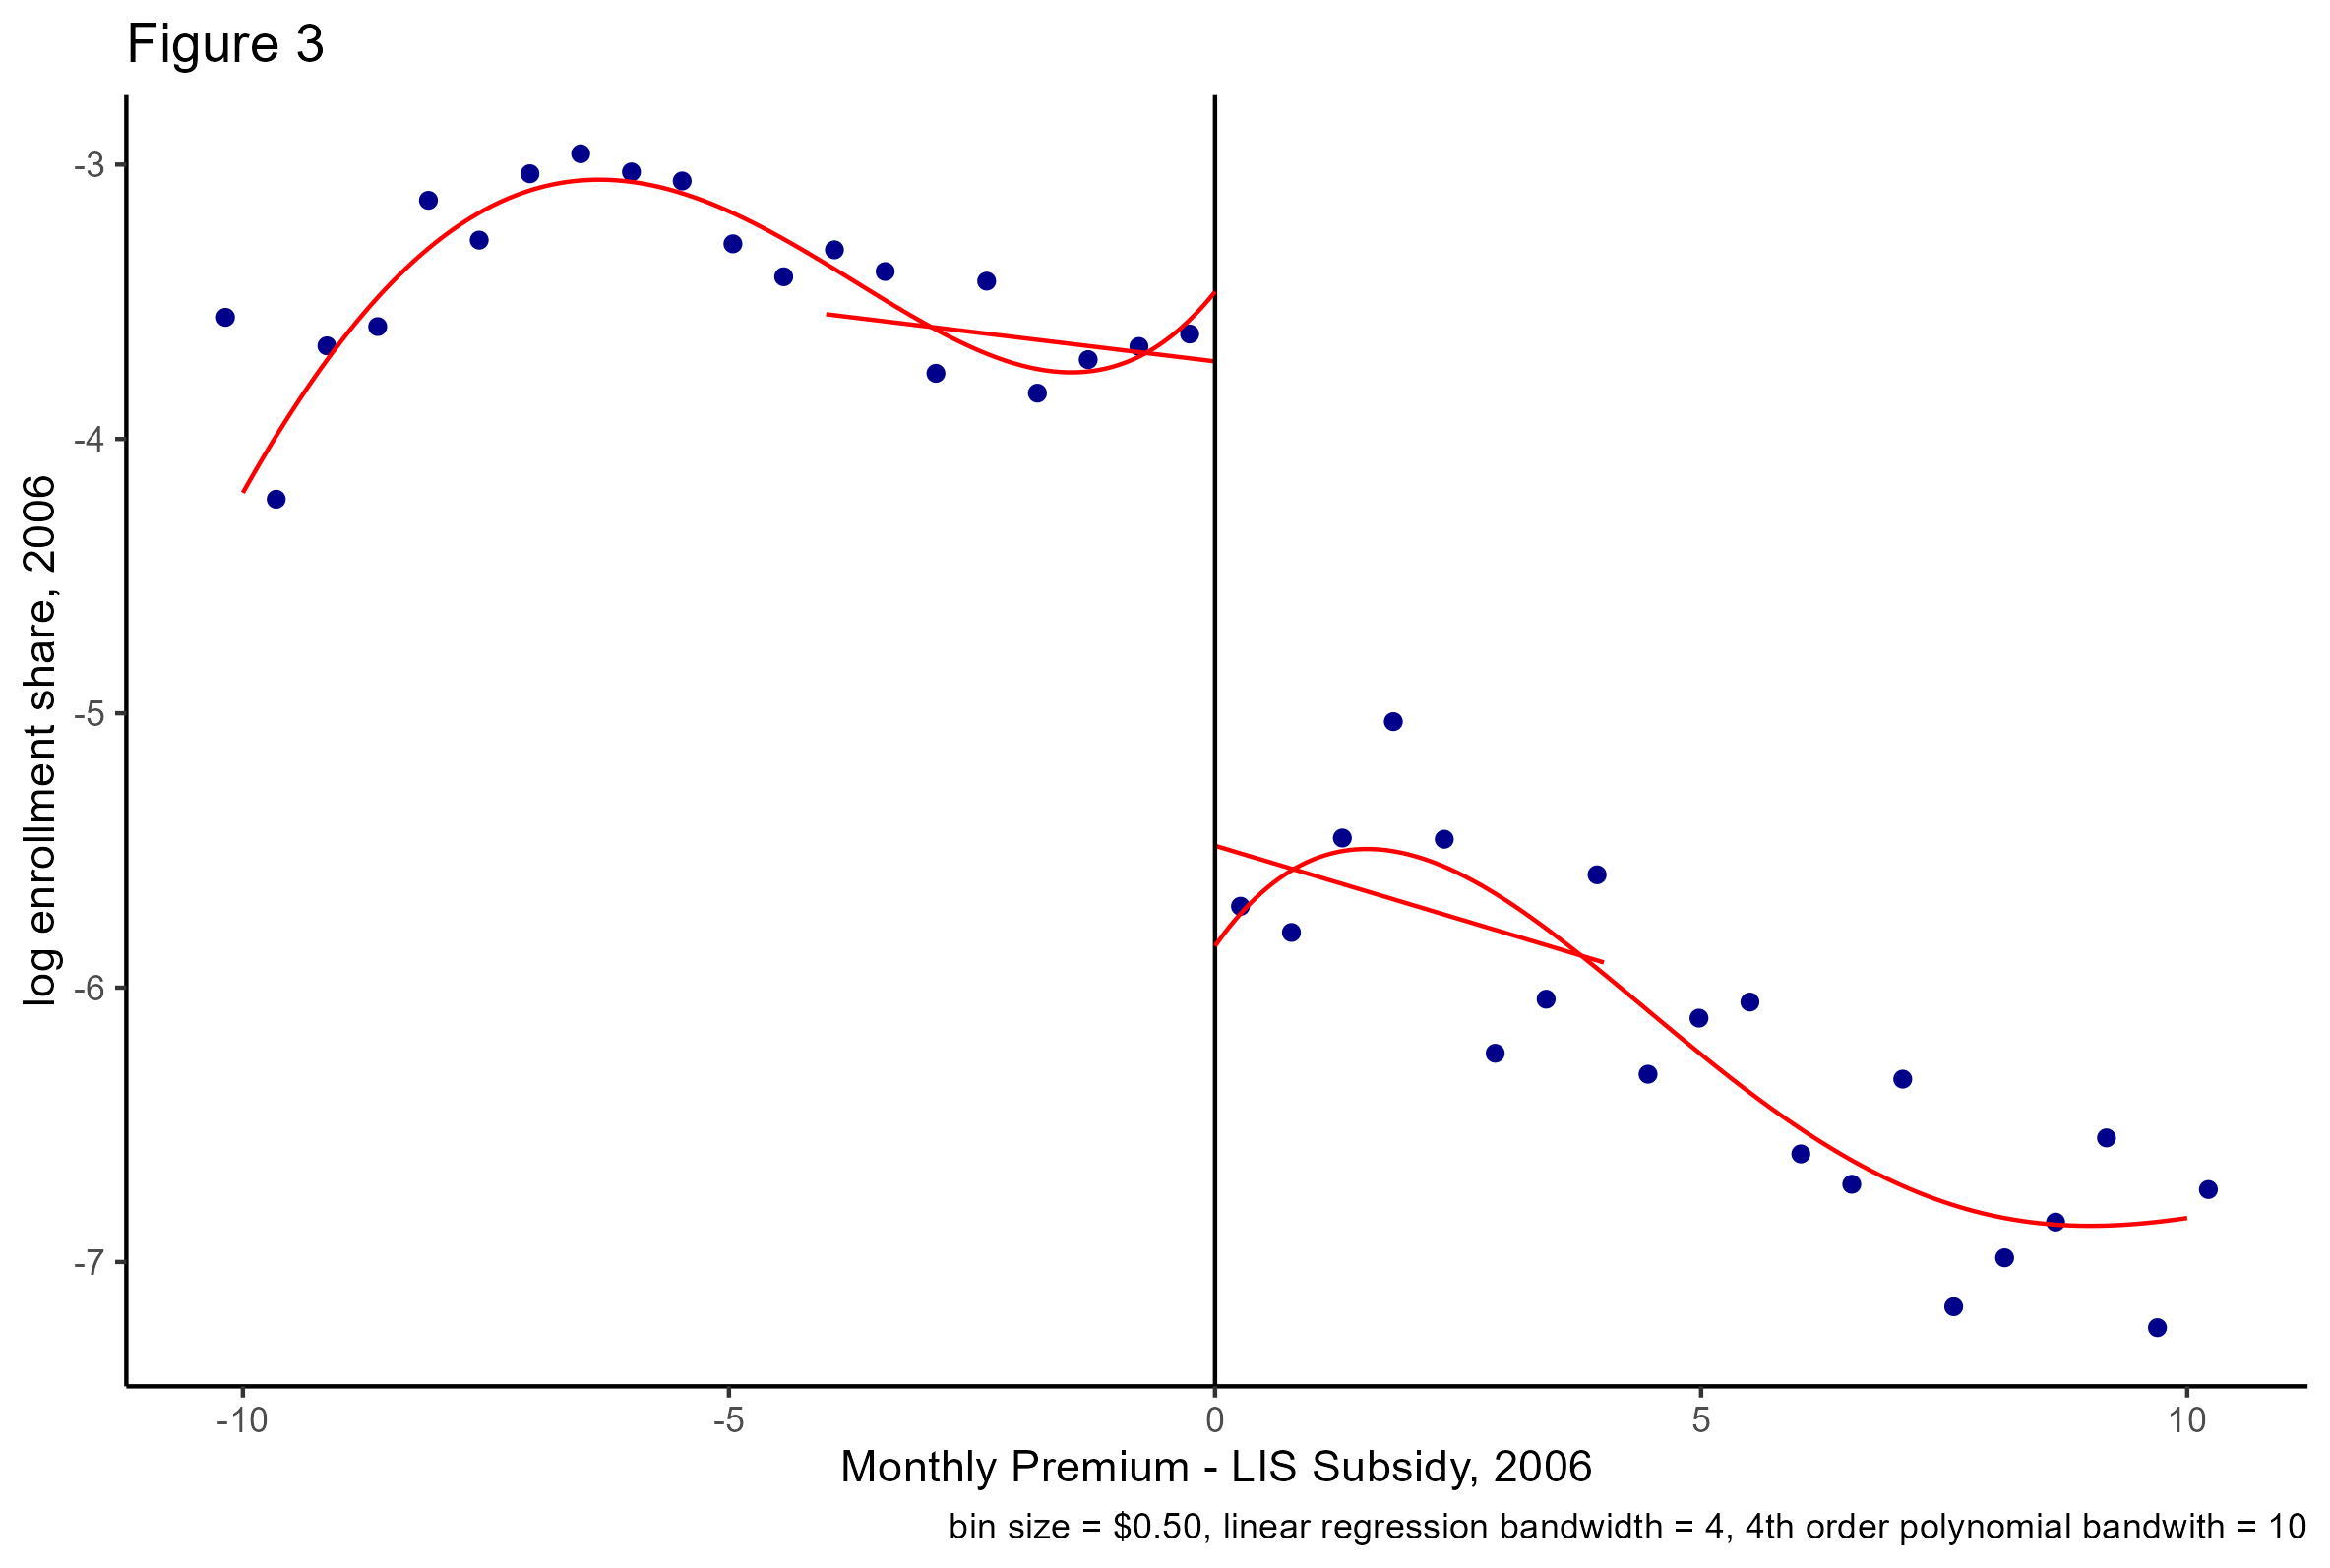 Figure 3
log enrollment share, 2006
-3
-4
-5
-6
-7
-10
-5
0
5
10
Monthly Premium - LIS Subsidy, 2006
bin size = $0.50, linear regression bandwidth = 4, 4th order polynomial bandwith = 10